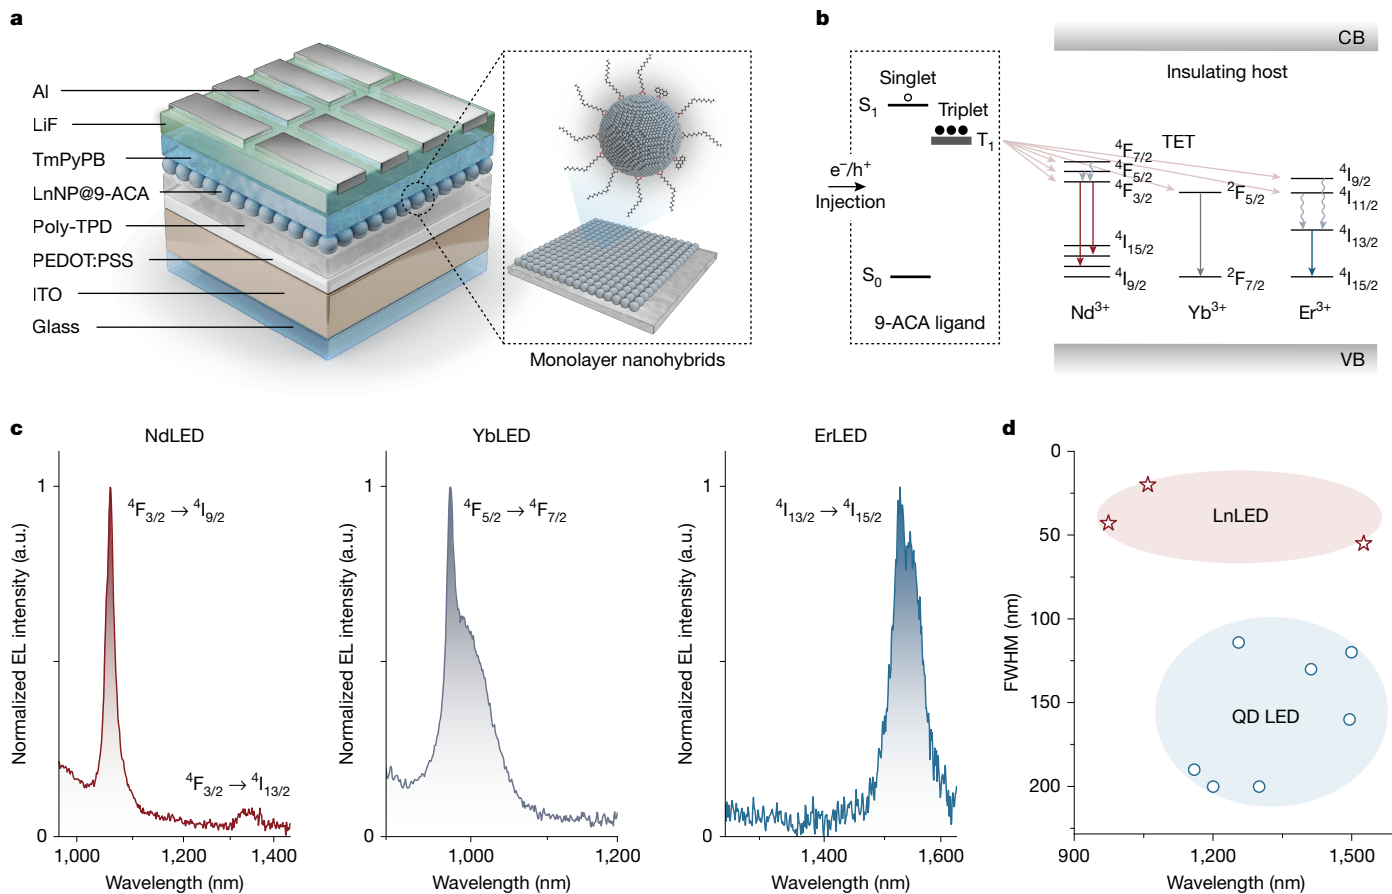 a
Al
LiF
TmPyPB
LnNP@9-ACA
Poly-TPD
PEDOT:PSS
ITO
Glass
Monolayer nanohybrids
b
CB
Insulating host
Singlet
S1
Triplet
T1
TET
e−/h+
Injection
S0
9-ACA ligand
4F7/2
4F5/2
4F3/2
4I15/2
4I9/2
Nd3+
2F5/2
2F7/2
Yb3+
4I9/2
4I11/2
4I13/2
4I15/2
Er3+
VB
c
NdLED
Normalized EL intensity (a.u.)
1
0
4F3/2 → 4I9/2
4F3/2 → 4I13/2
1,000
1,200
1,400
Wavelength (nm)
YbLED
Normalized EL intensity (a.u.)
1
0
4F5/2 → 4F7/2
1,000
1,200
Wavelength (nm)
ErLED
Normalized EL intensity (a.u.)
1
0
4I13/2 → 4I15/2
1,400
1,600
Wavelength (nm)
d
FWHM (nm)
0
50
100
150
200
LnLED
QD LED
900
1,200
1,500
Wavelength (nm)